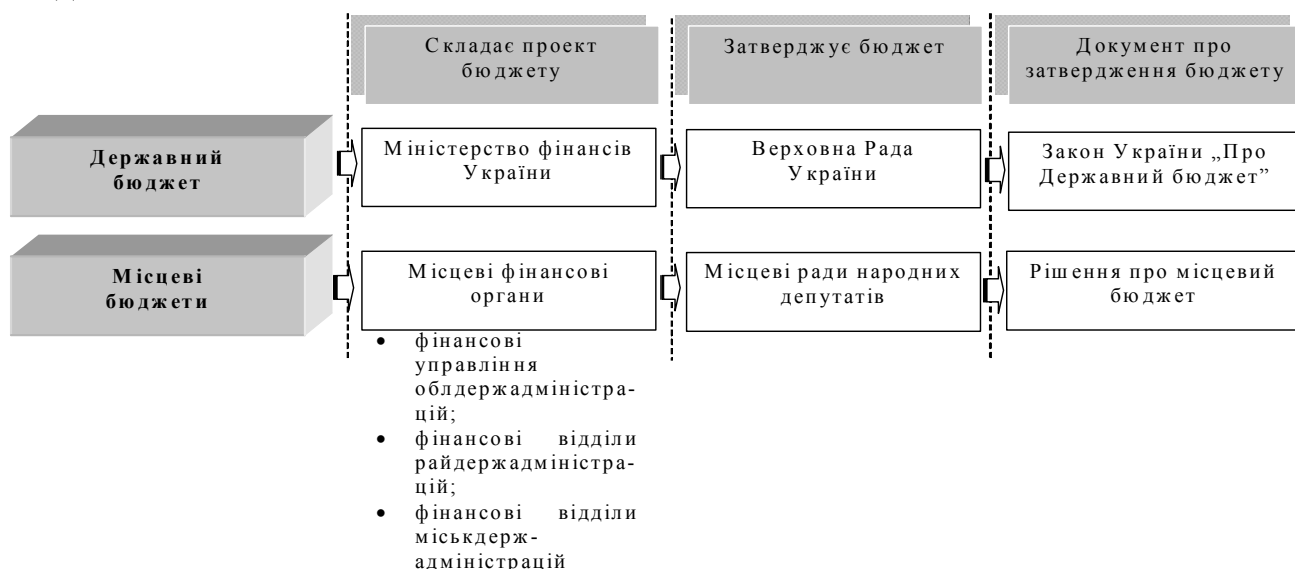 Складає проект
бюджету
Затверджує бюджет
Документ про
затвердження бюджету
Державний
бюджет
Міністерство фінансів
України
Верховна Рада
України
Закон України „Про
Державний бюджет”
Місцеві
бюджети
Місцеві фінансові
органи
Місцеві ради народних
депутатів
Рішення про місцевий
бюджет
• фінансові
управління
облдержадміністра-
цій;
• фінансові відділи
райдержадміністра-
цій;
• фінансові відділи
міськдерж-
адміністрацій